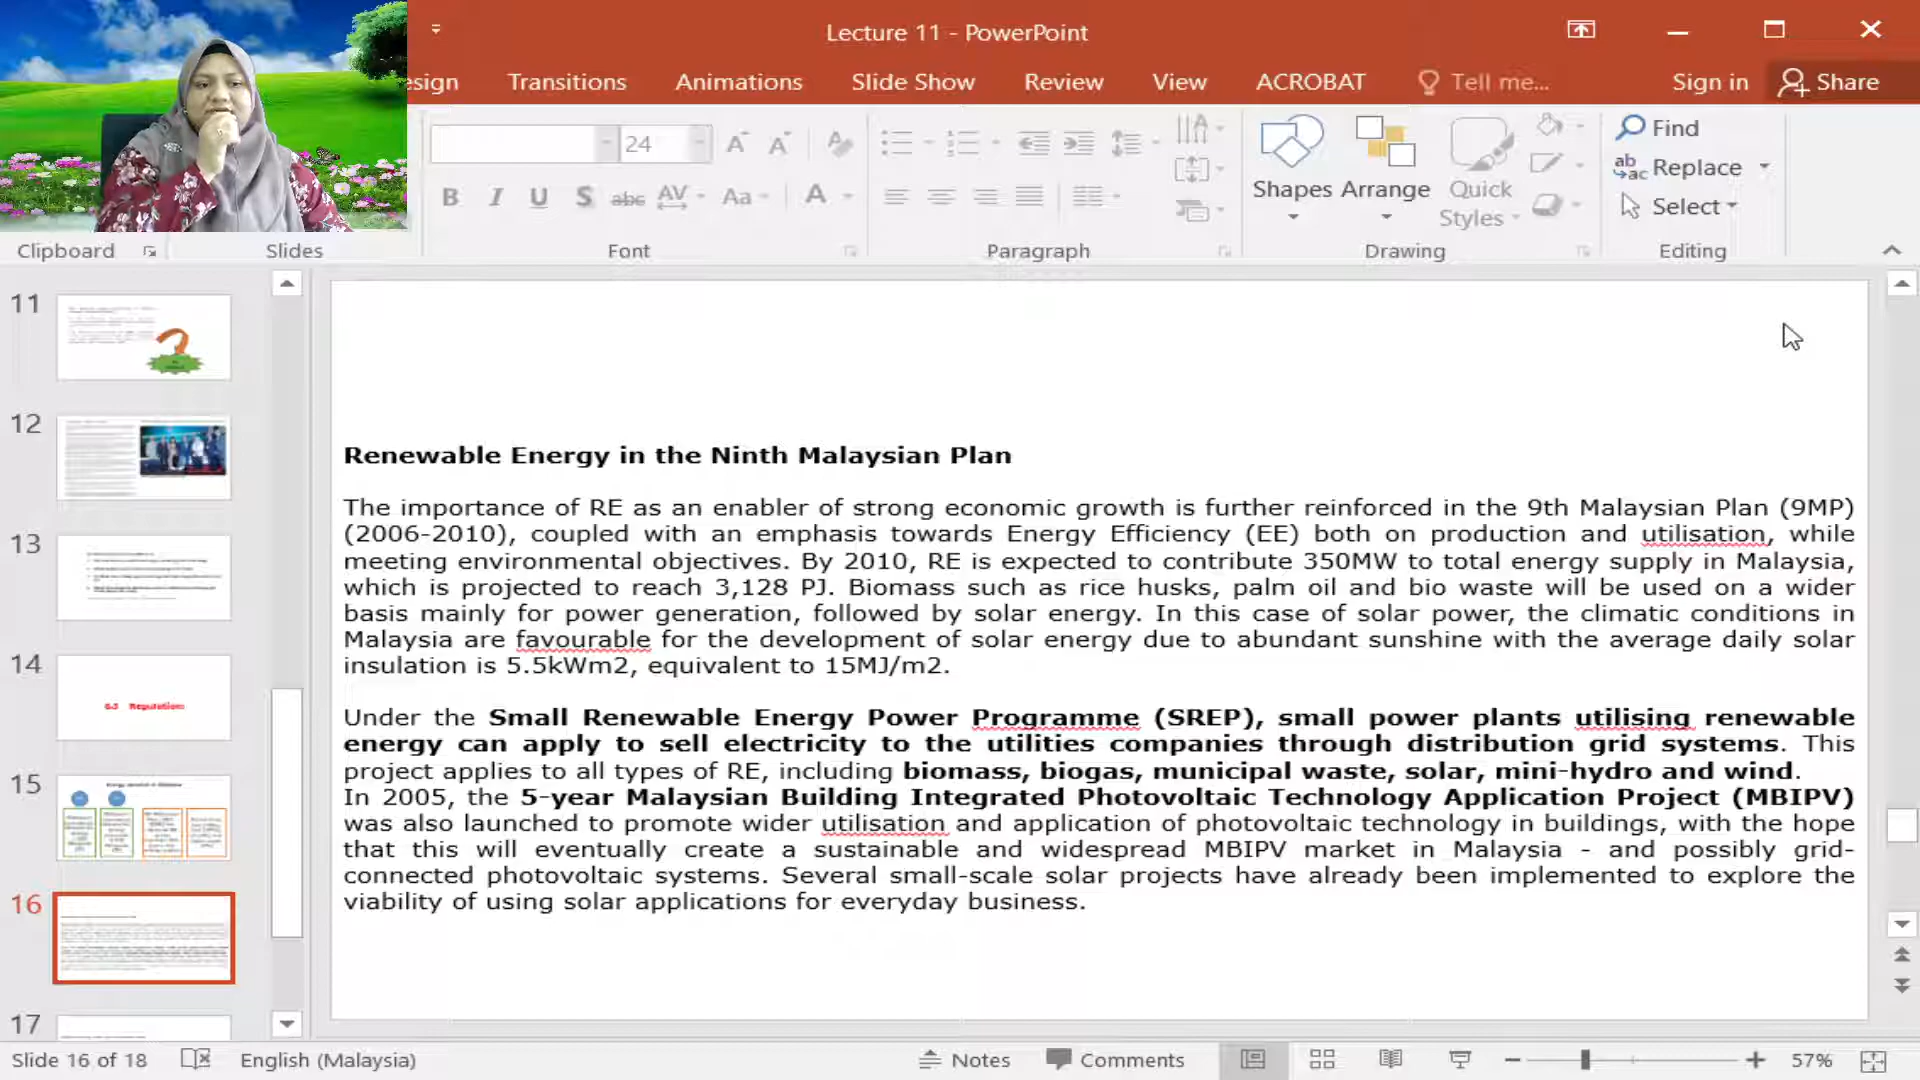 Lecture 11 - PowerPoint
esign Transitions Animations Slide Show Review View ACROBAT Tell me... Sign in Share
24
Find
Replace
Select
Shapes Arrange Quick Styles
B I U S abc AV Aa A
Clipboard Slides Font Paragraph Drawing Editing
11
12
13
14
6.3 Regulations
15
16
17
Renewable Energy in the Ninth Malaysian Plan
The importance of RE as an enabler of strong economic growth is further reinforced in the 9th Malaysian Plan (9MP)
(2006-2010), coupled with an emphasis towards Energy Efficiency (EE) both on production and utilisation, while
meeting environmental objectives. By 2010, RE is expected to contribute 350MW to total energy supply in Malaysia,
which is projected to reach 3,128 PJ. Biomass such as rice husks, palm oil and bio waste will be used on a wider
basis mainly for power generation, followed by solar energy. In this case of solar power, the climatic conditions in
Malaysia are favourable for the development of solar energy due to abundant sunshine with the average daily solar
insulation is 5.5kWm2, equivalent to 15MJ/m2.
Under the Small Renewable Energy Power Programme (SREP), small power plants utilising renewable
energy can apply to sell electricity to the utilities companies through distribution grid systems. This
project applies to all types of RE, including biomass, biogas, municipal waste, solar, mini-hydro and wind.
In 2005, the 5-year Malaysian Building Integrated Photovoltaic Technology Application Project (MBIPV)
was also launched to promote wider utilisation and application of photovoltaic technology in buildings, with the hope
that this will eventually create a sustainable and widespread MBIPV market in Malaysia - and possibly grid-
connected photovoltaic systems. Several small-scale solar projects have already been implemented to explore the
viability of using solar applications for everyday business.
Slide 16 of 18 English (Malaysia) Notes Comments 57%